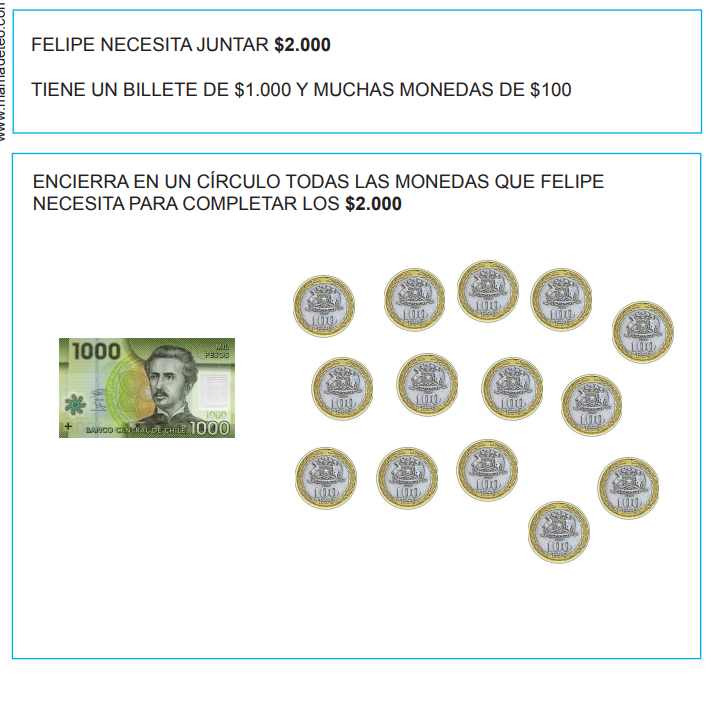 www.mamadeteo.com
FELIPE NECESITA JUNTAR $2.000
TIENE UN BILLETE DE $1.000 Y MUCHAS MONEDAS DE $100
ENCIERRA EN UN CÍRCULO TODAS LAS MONEDAS QUE FELIPE
NECESITA PARA COMPLETAR LOS $2.000
1000
MIL
PESOS
1000
BANCO CENTRAL DE CHILE 1000
100
100
100
100
100
100
100
100
100
100
100
100
100
100